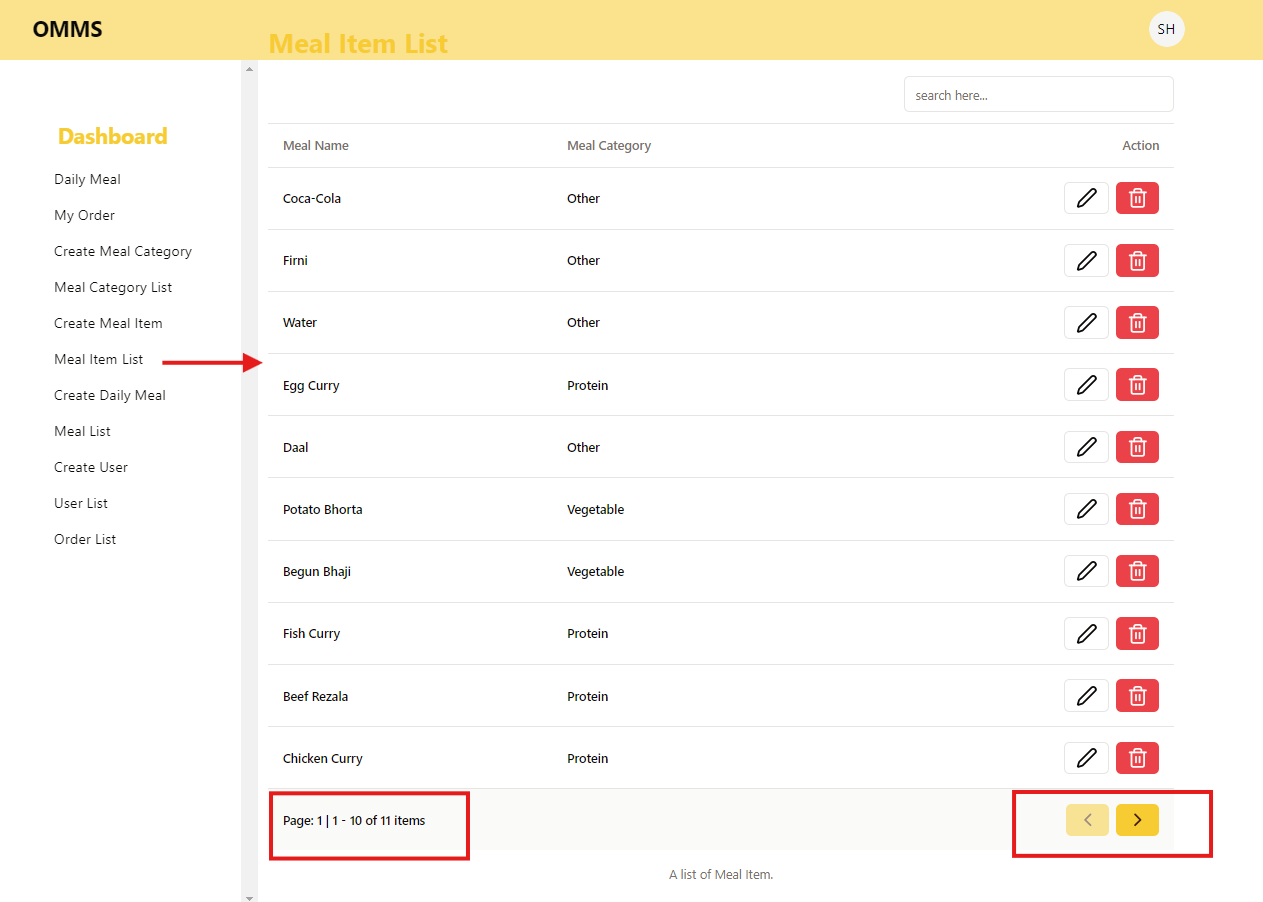 OMMS
Meal Item List
SH
search here...
Dashboard
Daily Meal
My Order
Create Meal Category
Meal Category List
Create Meal Item
Meal Item List
Create Daily Meal
Meal List
Create User
User List
Order List
Meal Name Meal Category Action
Coca-Cola Other
Firni Other
Water Other
Egg Curry Protein
Daal Other
Potato Bhorta Vegetable
Begun Bhaji Vegetable
Fish Curry Protein
Beef Rezala Protein
Chicken Curry Protein
Page: 1 | 1 - 10 of 11 items
A list of Meal Item.